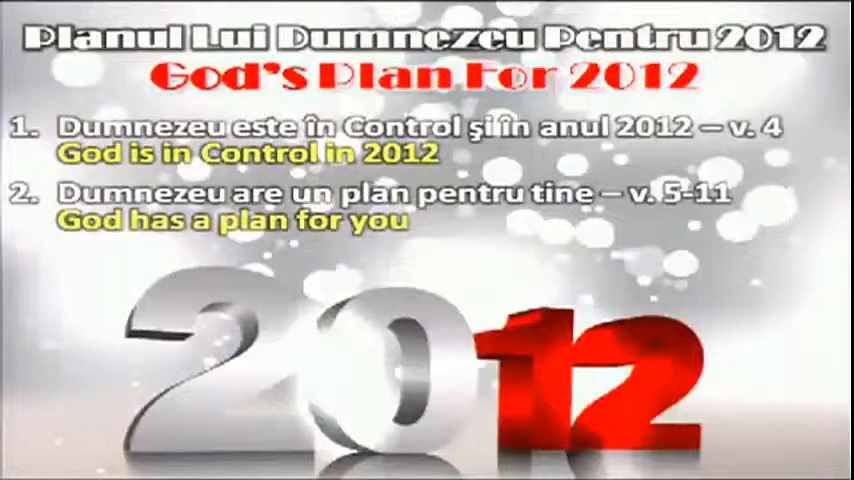 Planul Lui Dumnezeu Pentru 2012
God's Plan For 2012
1. Dumnezeu este în Control şi în anul 2012 – v. 4
God is in Control in 2012
2. Dumnezeu are un plan pentru tine – v. 5-11
God has a plan for you
2012